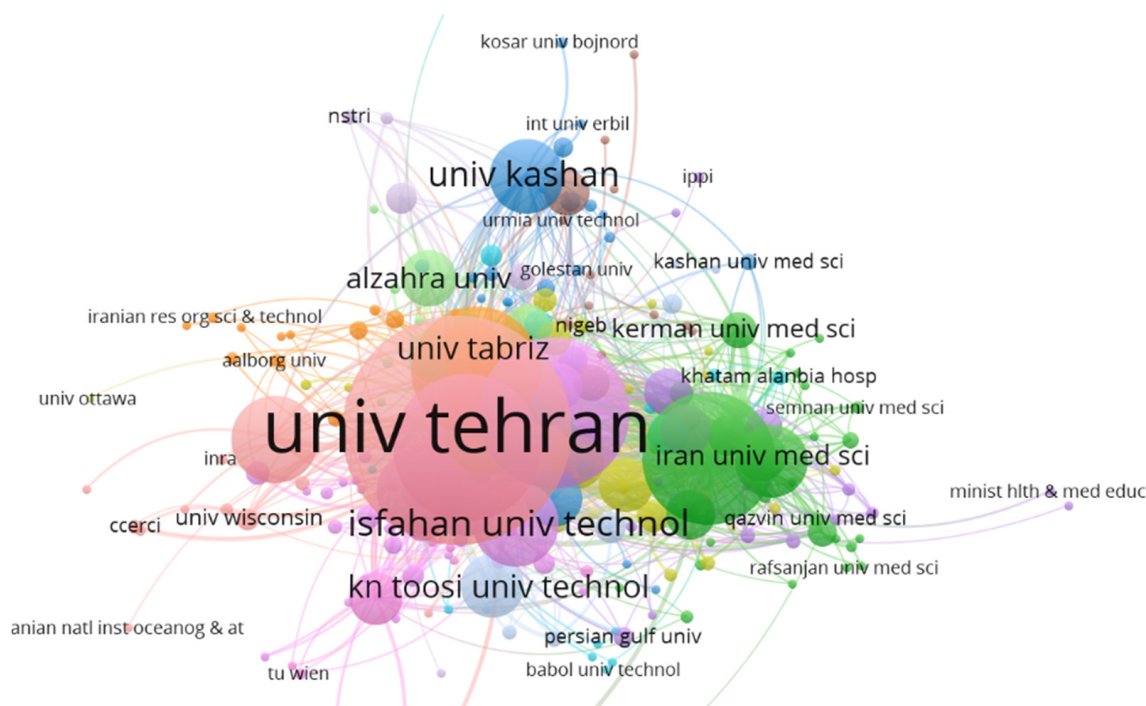 kosar univ bojnord
nstri
int univ erbil
univ kashan
ippi
urmia univ technol
kashan univ med sci
golestan univ
alzahra univ
iranian res org sci & technol
nigeb
kerman univ med sci
univ tabriz
aalborg univ
khatam alanbia hosp
univ ottawa
semnan univ med sci
univ tehran
inra
iran univ med sci
minist hlth & med educ
ccerci
univ wisconsin
isfahan univ technol
qazvin univ med sci
rafsanjan univ med sci
kn toosi univ technol
anian natl inst oceanog & at
persian gulf univ
tu wien
babol univ technol